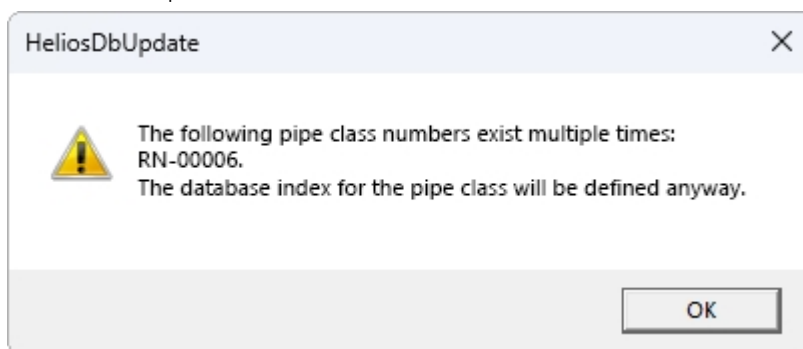 HeliosDbUpdate
The following pipe class numbers exist multiple times:
RN-00006.
The database index for the pipe class will be defined anyway.
OK